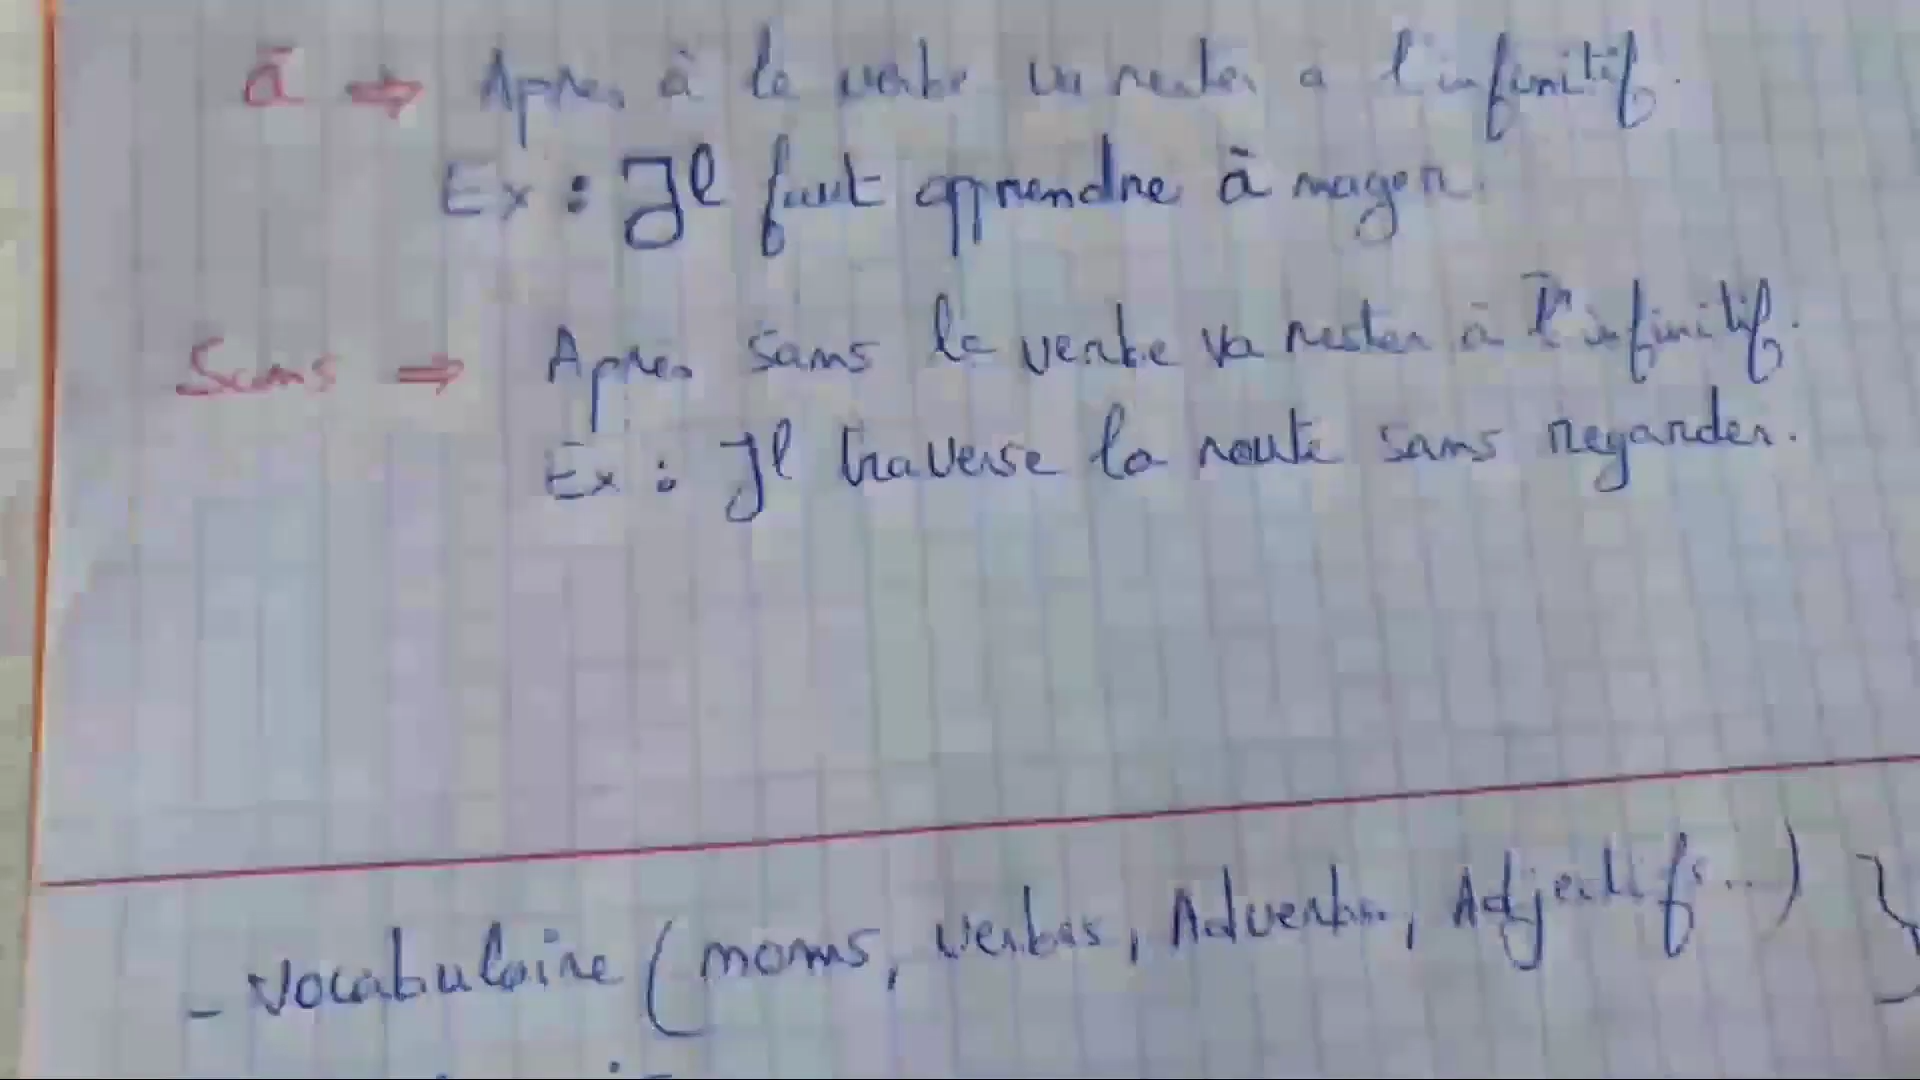 à ⇒ Après à le verbe va rester à l'infinitif.
Ex : Il faut apprendre à nager.
Sans ⇒ Après sans le verbe va rester à l'infinitif.
Ex : Il traverse la route sans regarder.
- Vocabulaire (noms, verbes, Adverbes, Adjectifs...) }